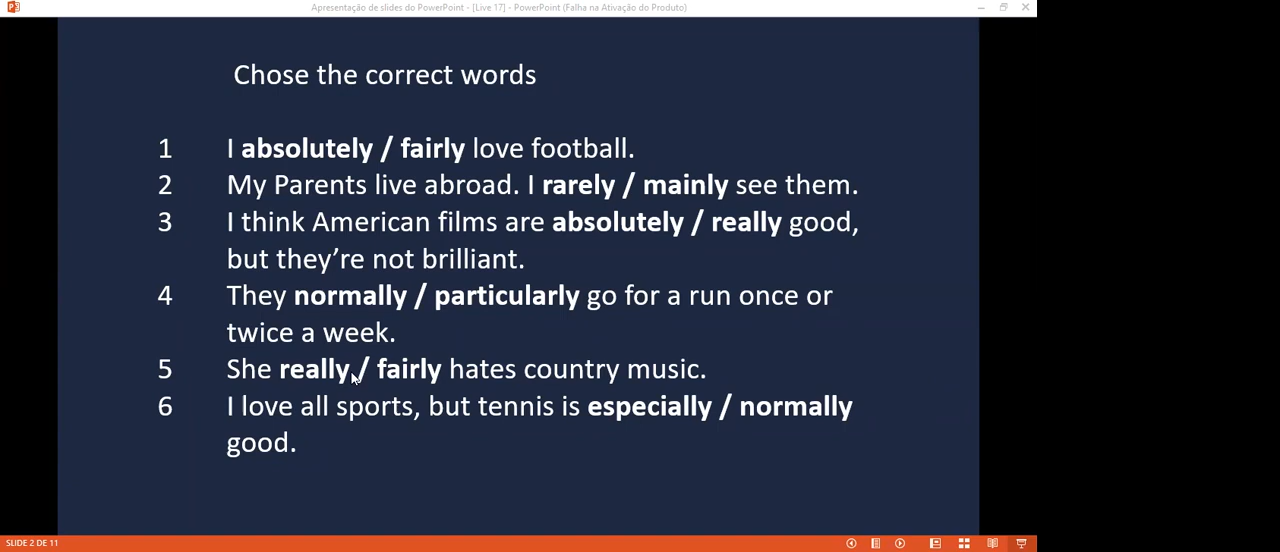 Apresentação de slides do PowerPoint - [Live 17] - PowerPoint (Falha na Ativação do Produto)
Chose the correct words
1 I absolutely / fairly love football.
2 My Parents live abroad. I rarely / mainly see them.
3 I think American films are absolutely / really good,
but they’re not brilliant.
4 They normally / particularly go for a run once or
twice a week.
5 She really / fairly hates country music.
6 I love all sports, but tennis is especially / normally
good.
SLIDE 2 DE 11